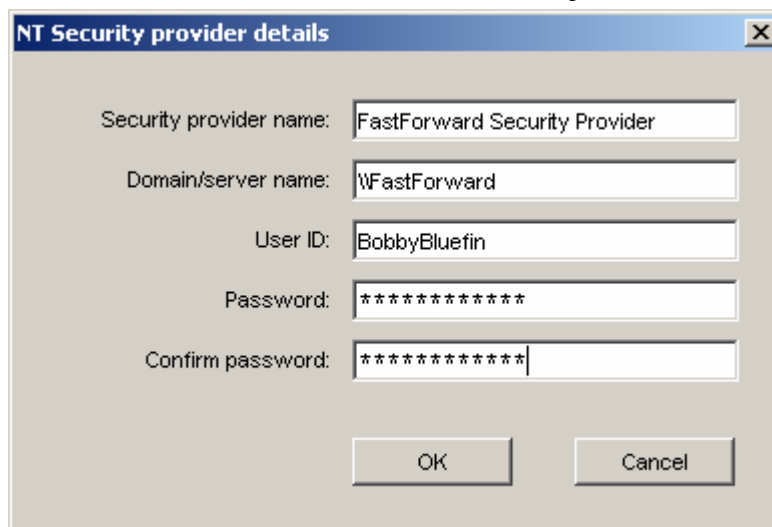 NT Security provider details
Security provider name: FastForward Security Provider
Domain/server name: \\FastForward
User ID: BobbyBluefin
Password: ************
Confirm password: ************
OK Cancel